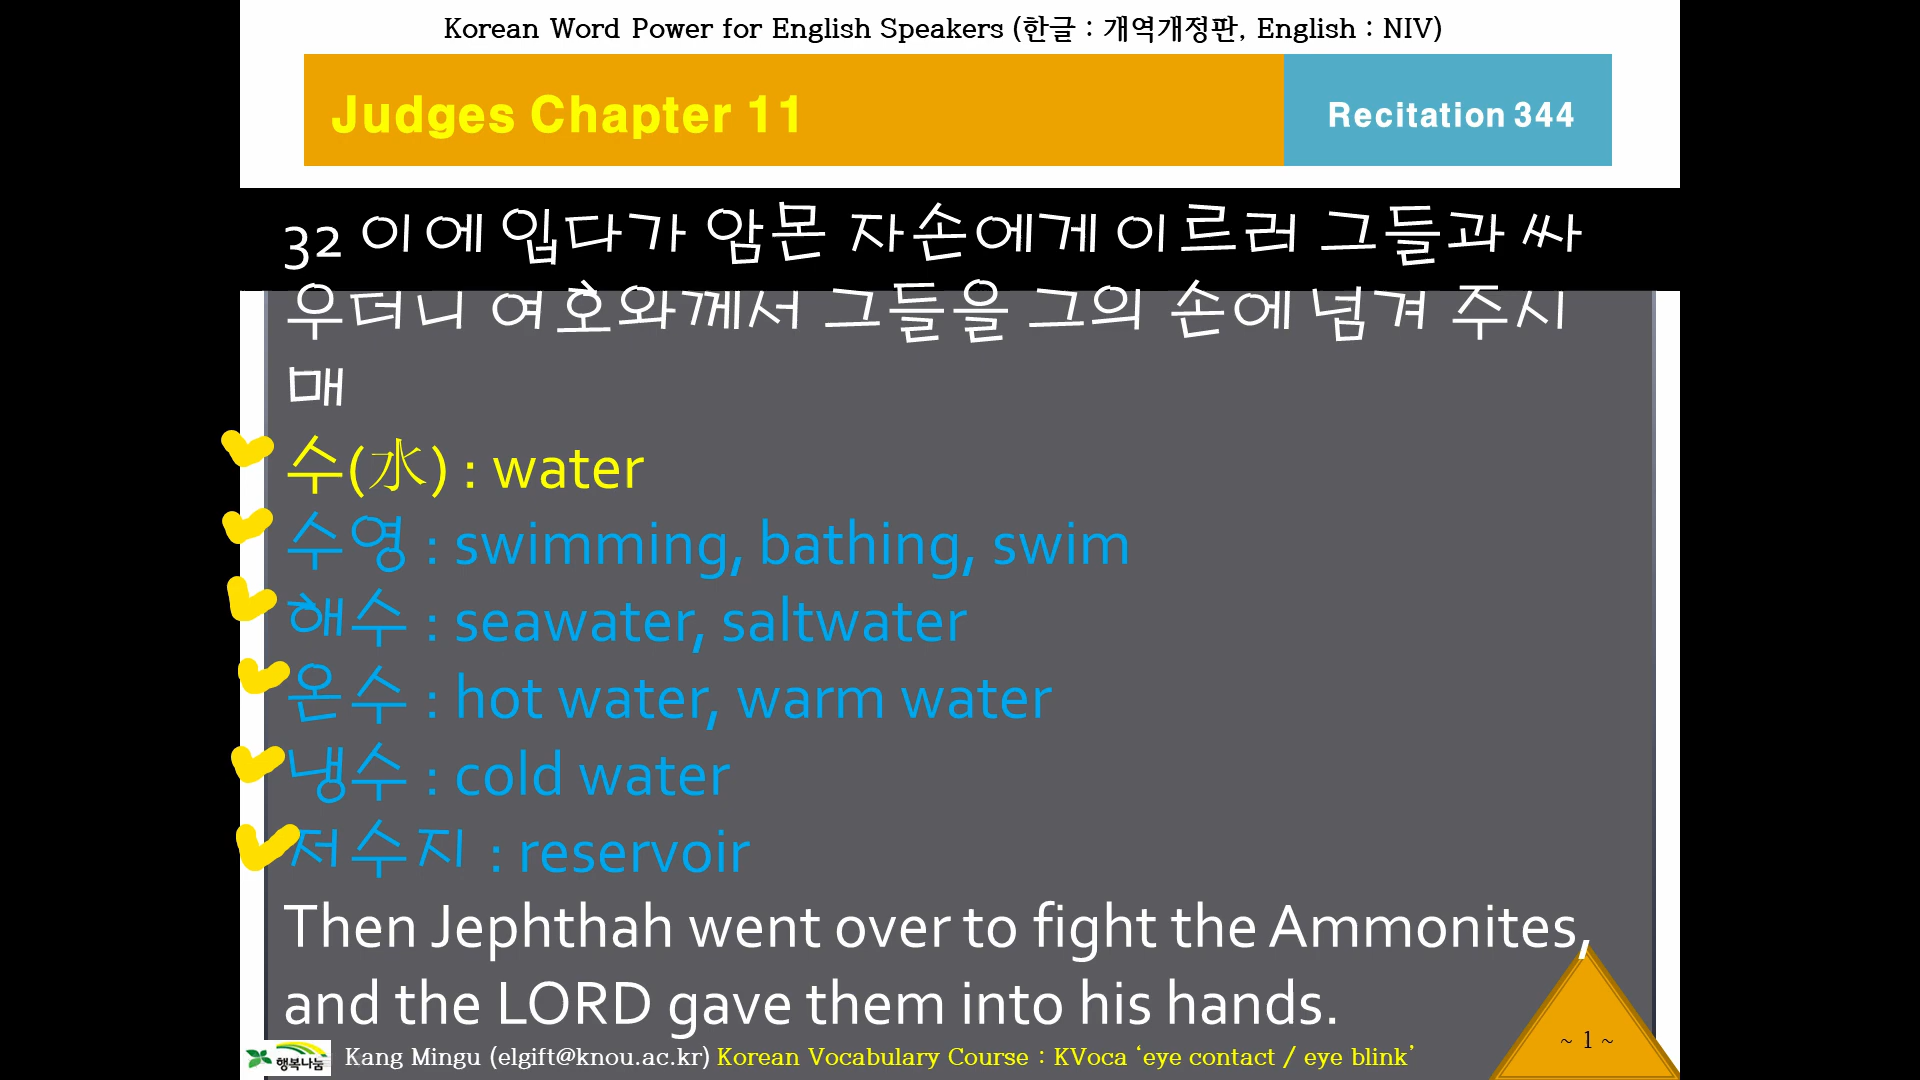 Korean Word Power for English Speakers (한글 : 개역개정판, English : NIV)
Judges Chapter 11
Recitation 344
32 이에 입다가 암몬 자손에게 이르러 그들과 싸
우더니 여호와께서 그들을 그의 손에 넘겨 주시
매
수(水) : water
수영 : swimming, bathing, swim
해수 : seawater, saltwater
온수 : hot water, warm water
냉수 : cold water
저수지 : reservoir
Then Jephthah went over to fight the Ammonites,
and the LORD gave them into his hands.
~ 1 ~
행복나눔
Kang Mingu (elgift@knou.ac.kr) Korean Vocabulary Course : KVoca ‘eye contact / eye blink’